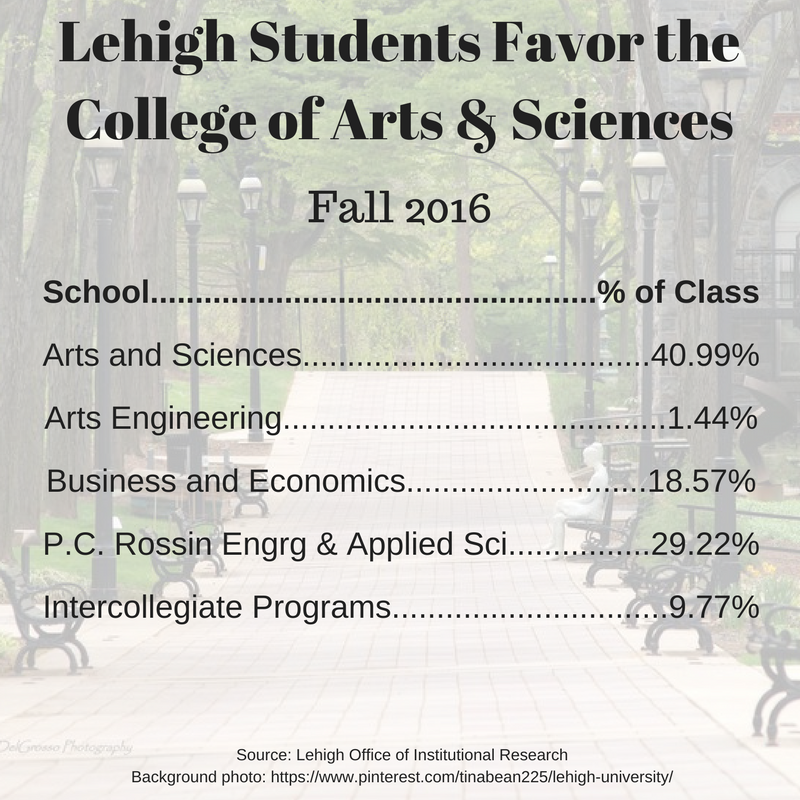 Lehigh Students Favor the
College of Arts & Sciences
Fall 2016
School.................................................% of Class
Arts and Sciences.......................................40.99%
Arts Engineering...........................................1.44%
Business and Economics...........................18.57%
P.C. Rossin Engrg & Applied Sci................29.22%
Intercollegiate Programs...............................9.77%
DelGrosso Photography
Source: Lehigh Office of Institutional Research
Background photo: https://www.pinterest.com/tinabean225/lehigh-university/